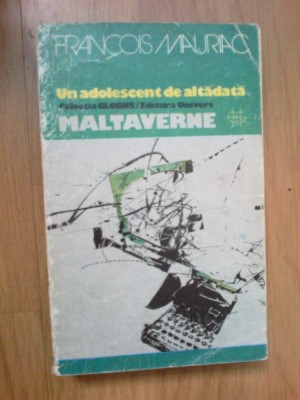 FRANÇOIS MAURIAC
Un adolescent de altădată
Colecția GLOBUS / Editura Univers
MALTAVERNE